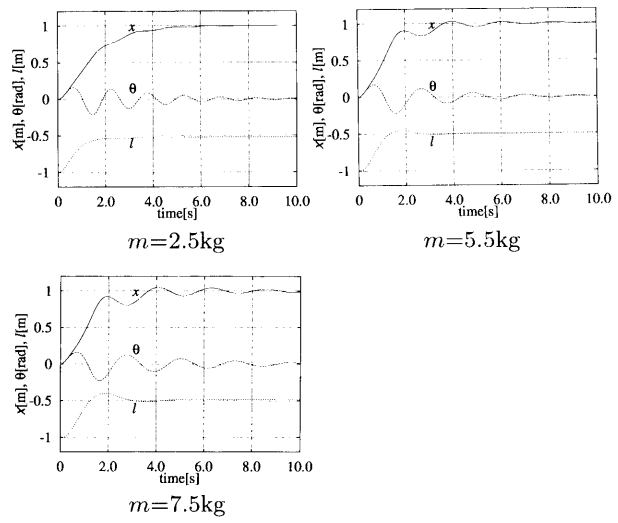 x[m], θ[rad], l[m]
1
0.5
0
-0.5
-1
x
θ
l
0 2.0 4.0 6.0 8.0 10.0
time[s]
m=2.5kg
x[m], θ[rad], l[m]
1
0.5
0
-0.5
-1
x
θ
l
0 2.0 4.0 6.0 8.0 10.0
time[s]
m=5.5kg
x[m], θ[rad], l[m]
1
0.5
0
-0.5
-1
x
θ
l
0 2.0 4.0 6.0 8.0 10.0
time[s]
m=7.5kg